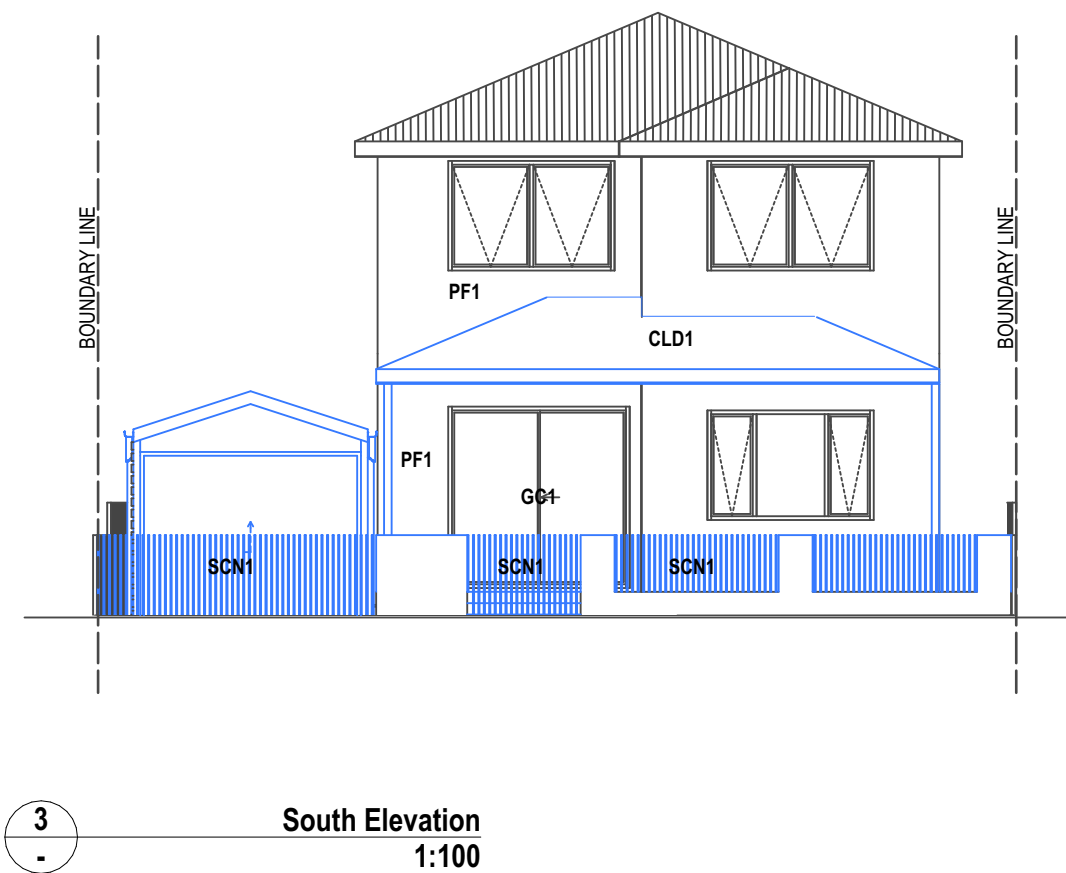 BOUNDARY LINE
BOUNDARY LINE
PF1
CLD1
PF1
GC1
SCN1
SCN1
SCN1
3
-
South Elevation
1:100